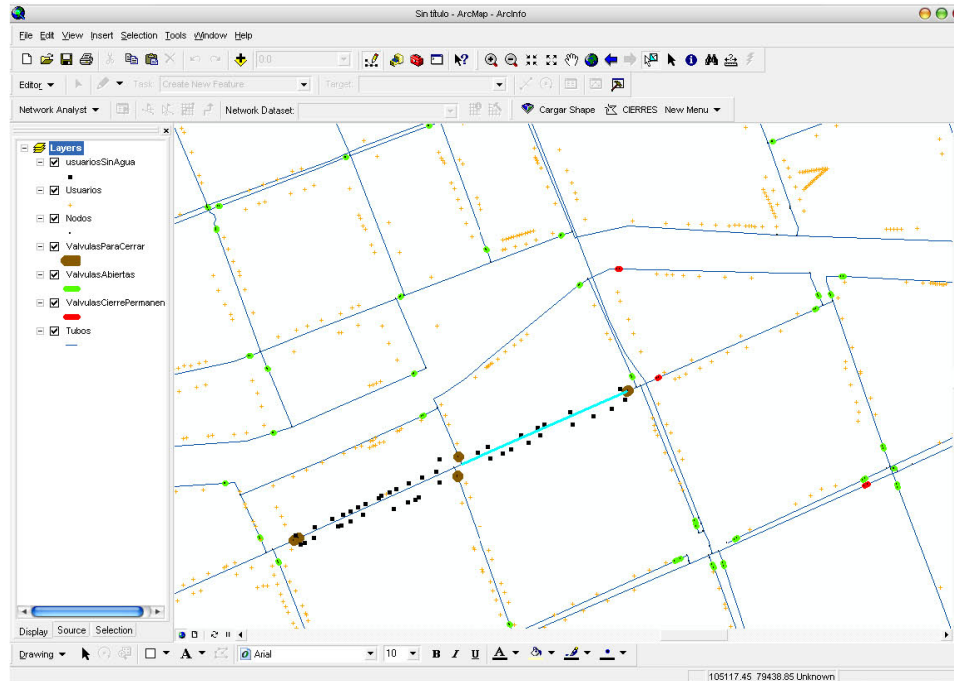 Sin título - ArcMap - ArcInfo
File Edit View Insert Selection Tools Window Help
0.0
Editor Task: Create New Feature Target:
Network Analyst Network Dataset: Cargar Shape CIERRES New Menu
Layers
usuariosSinAgua
Usuarios
Nodos
ValvulasParaCerrar
ValvulasAbiertas
ValvulasCierrePermanen
Tubos
Display Source Selection
Drawing A Arial 10 B I U A
105117.45 79438.85 Unknown